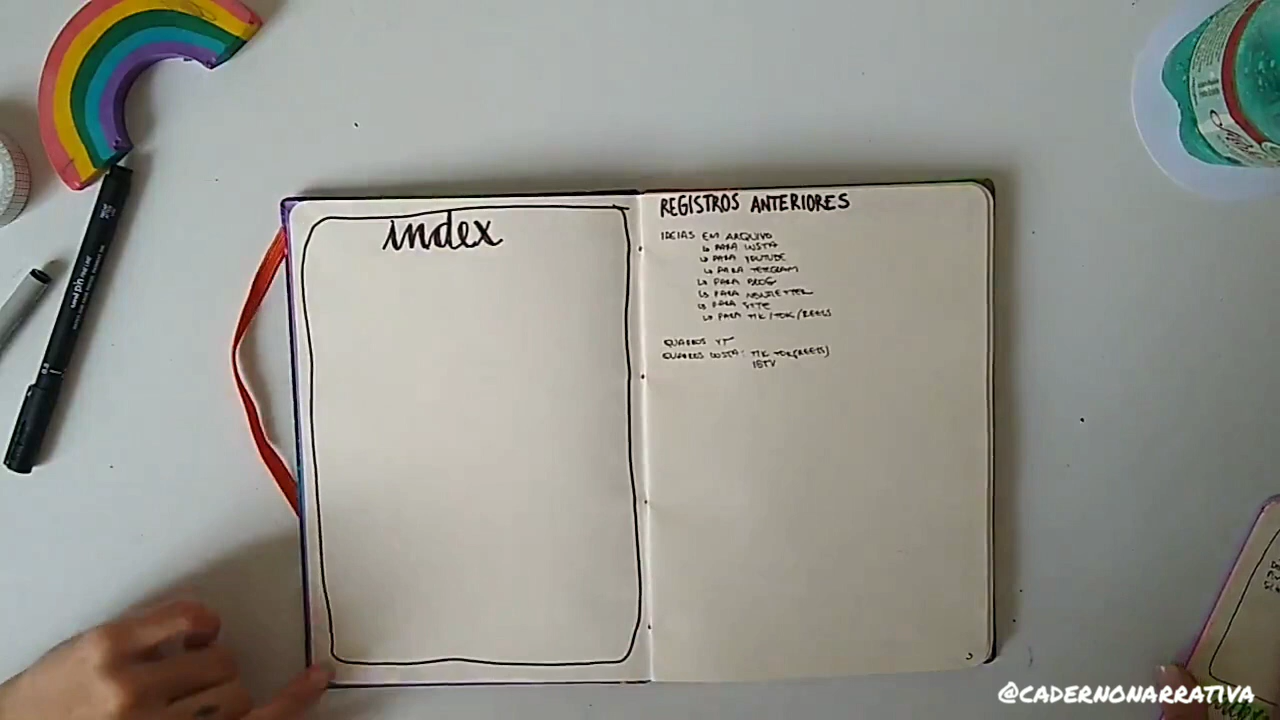 index
REGISTROS ANTERIORES
IDEIAS EM ARQUIVO
↳ PARA INSTA
↳ PARA YOUTUBE
↳ PARA TELEGRAM
↳ PARA BLOG
↳ PARA NEWSLETTER
↳ PARA SITE
↳ PARA TIK TOK/REELS
QUADROS YT
QUADROS INSTA: TIK TOK(REELS)
IGTV
@CADERNONARRATIVA